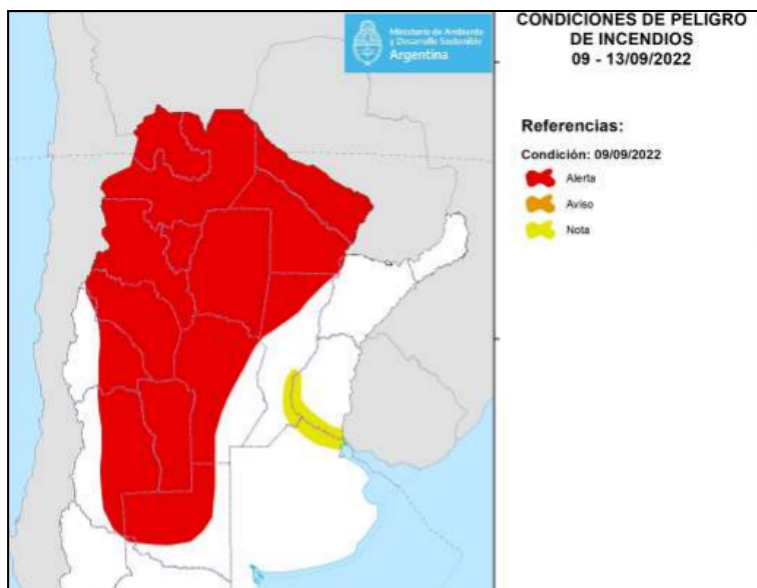 Ministerio de Ambiente
y Desarrollo Sostenible
Argentina
CONDICIONES DE PELIGRO
DE INCENDIOS
09 - 13/09/2022
Referencias:
Condición: 09/09/2022
Alerta
Aviso
Nota